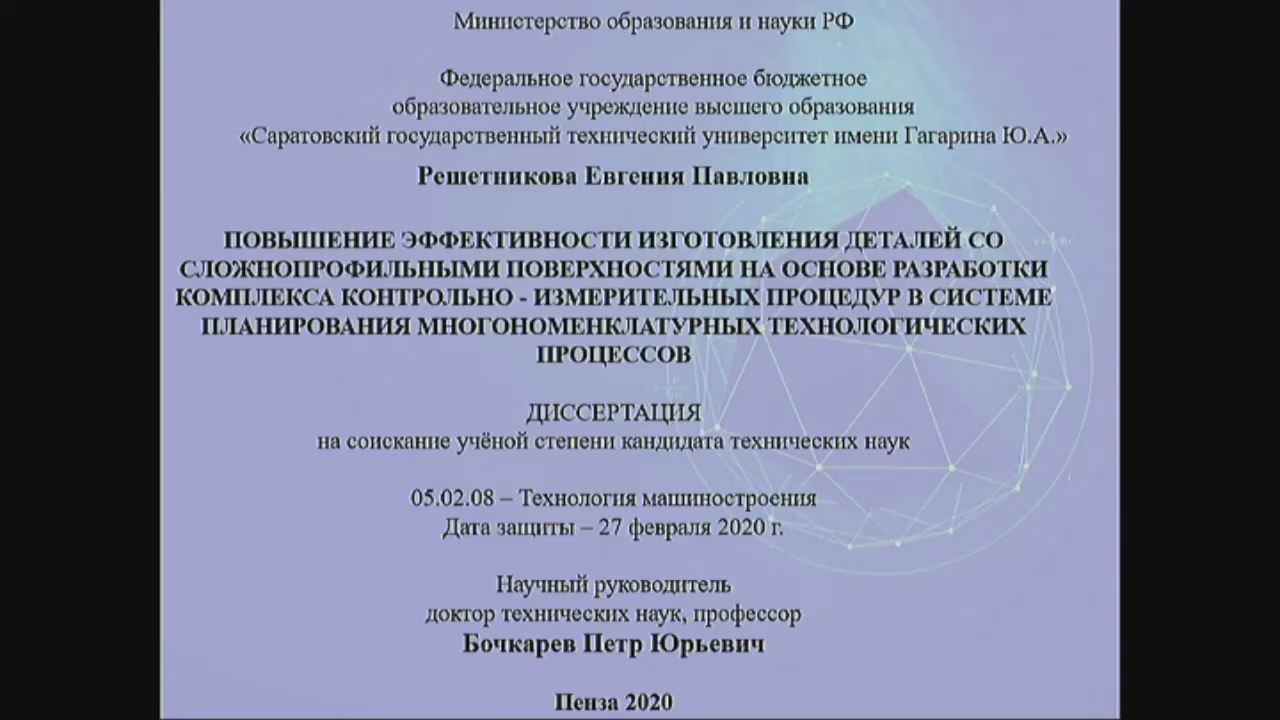 Министерство образования и науки РФ
Федеральное государственное бюджетное
образовательное учреждение высшего образования
«Саратовский государственный технический университет имени Гагарина Ю.А.»
Решетникова Евгения Павловна
ПОВЫШЕНИЕ ЭФФЕКТИВНОСТИ ИЗГОТОВЛЕНИЯ ДЕТАЛЕЙ СО
СЛОЖНОПРОФИЛЬНЫМИ ПОВЕРХНОСТЯМИ НА ОСНОВЕ РАЗРАБОТКИ
КОМПЛЕКСА КОНТРОЛЬНО - ИЗМЕРИТЕЛЬНЫХ ПРОЦЕДУР В СИСТЕМЕ
ПЛАНИРОВАНИЯ МНОГОНОМЕНКЛАТУРНЫХ ТЕХНОЛОГИЧЕСКИХ
ПРОЦЕССОВ
ДИССЕРТАЦИЯ
на соискание учёной степени кандидата технических наук
05.02.08 – Технология машиностроения
Дата защиты – 27 февраля 2020 г.
Научный руководитель
доктор технических наук, профессор
Бочкарев Петр Юрьевич
Пенза 2020